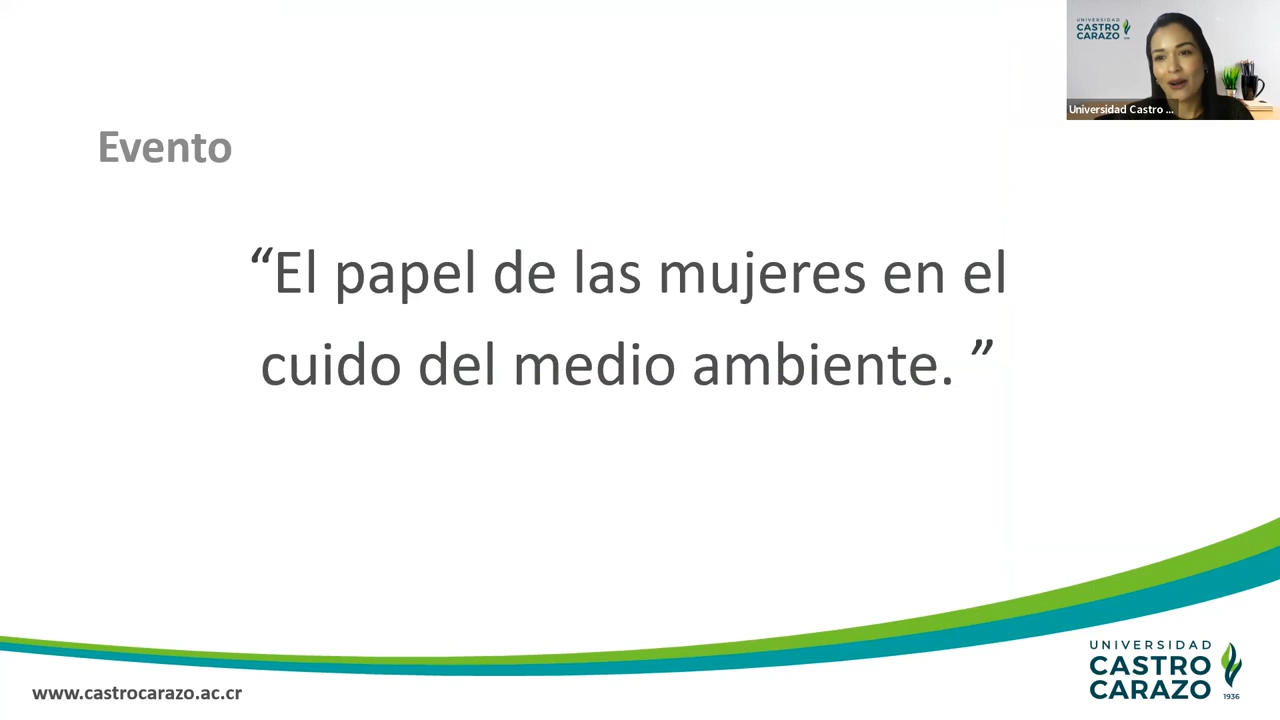 UNIVERSIDAD
CASTRO
CARAZO
Universidad Castro ...
Evento
“El papel de las mujeres en el
cuido del medio ambiente. ”
www.castrocarazo.ac.cr
UNIVERSIDAD
CASTRO
CARAZO
1936